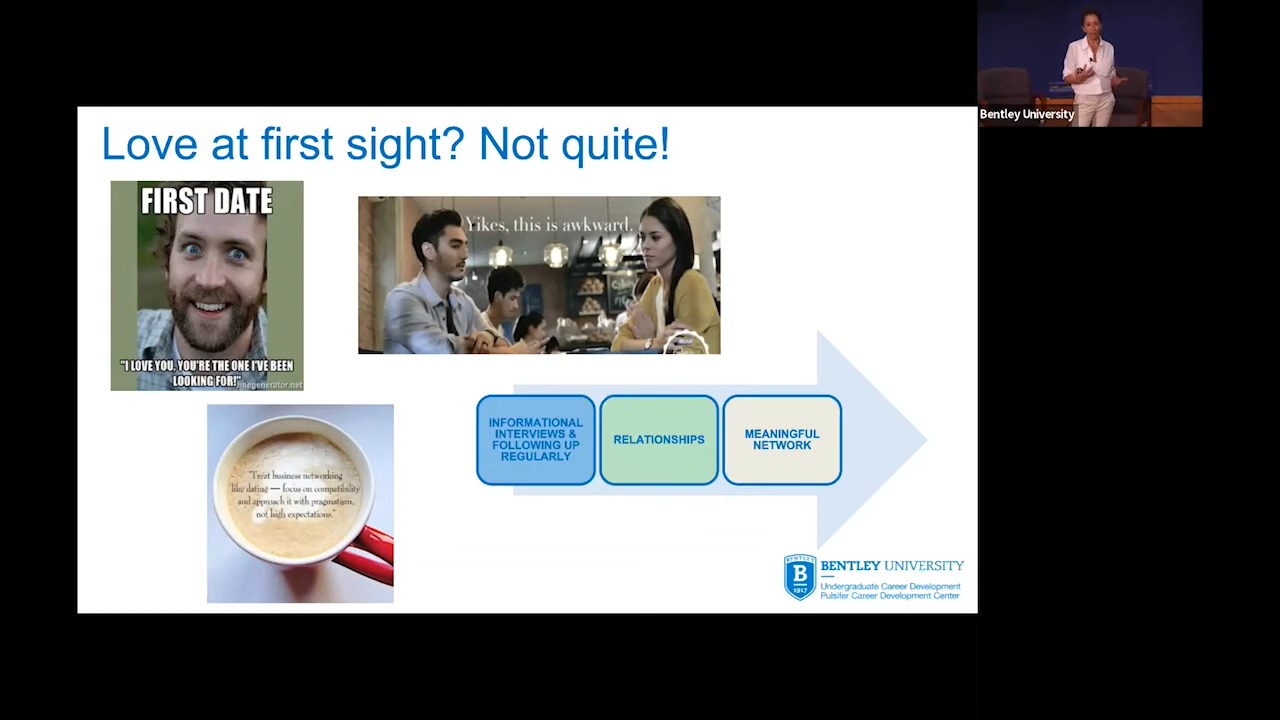 Bentley University
Love at first sight? Not quite!
FIRST DATE
"I LOVE YOU, YOU'RE THE ONE I'VE BEEN
LOOKING FOR!"
megenerator.net
Yikes, this is awkward.
"Treat business networking
like dating — focus on compatibility
and approach it with pragmatism,
not high expectations."
INFORMATIONAL
INTERVIEWS &
FOLLOWING UP
REGULARLY
RELATIONSHIPS
MEANINGFUL
NETWORK
BENTLEY
B
1917
BENTLEY UNIVERSITY
Undergraduate Career Development
Pulsifer Career Development Center